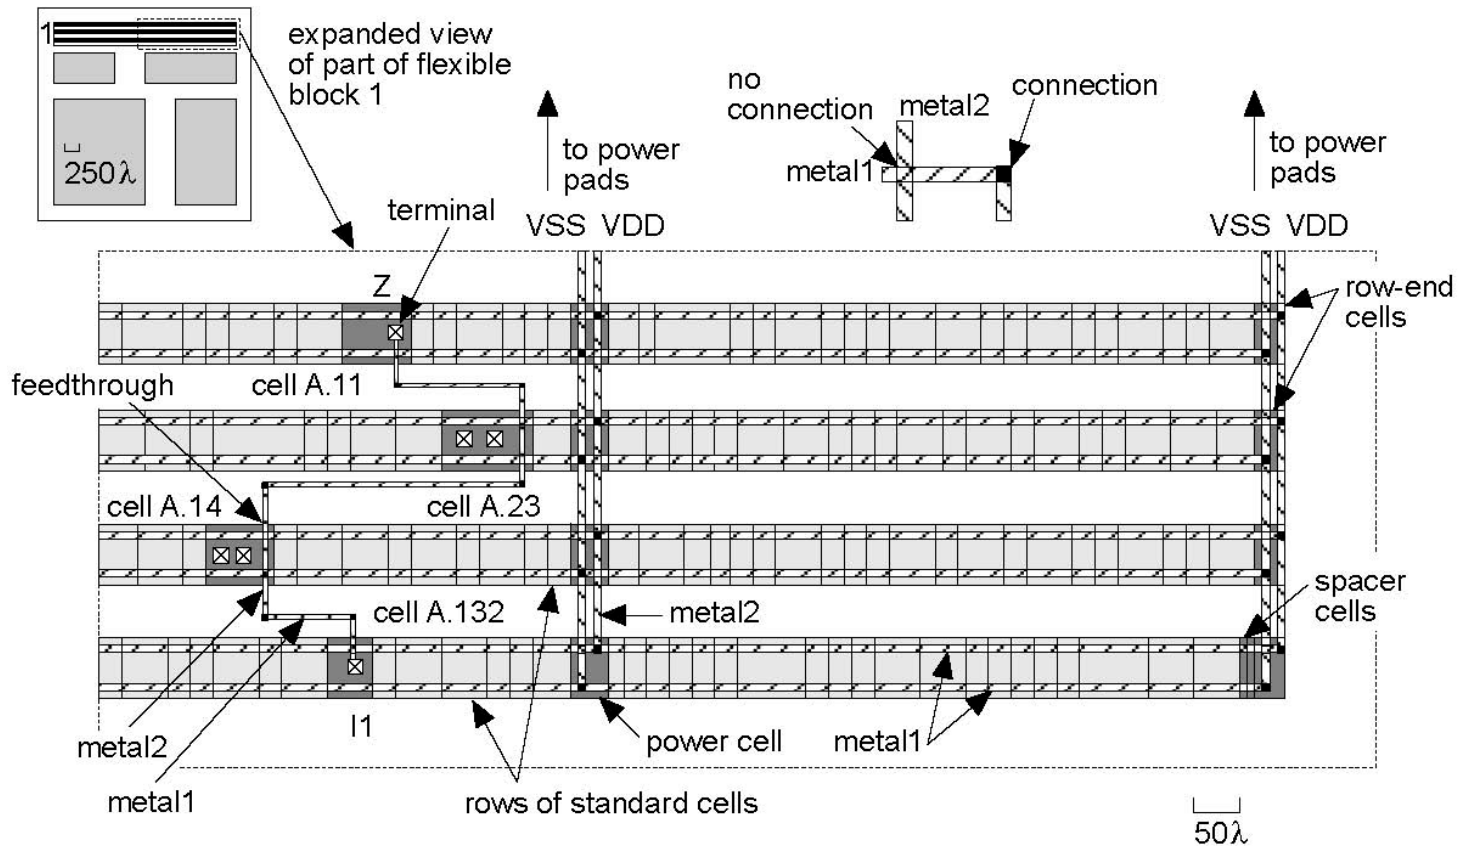 1
expanded view
of part of flexible
block 1
250λ
no
connection
metal2
connection
metal1
to power
pads
to power
pads
terminal
VSS VDD
VSS VDD
Z
row-end
cells
feedthrough
cell A.11
cell A.14
cell A.23
spacer
cells
cell A.132
metal2
I1
metal2
power cell
metal1
metal1
rows of standard cells
50λ